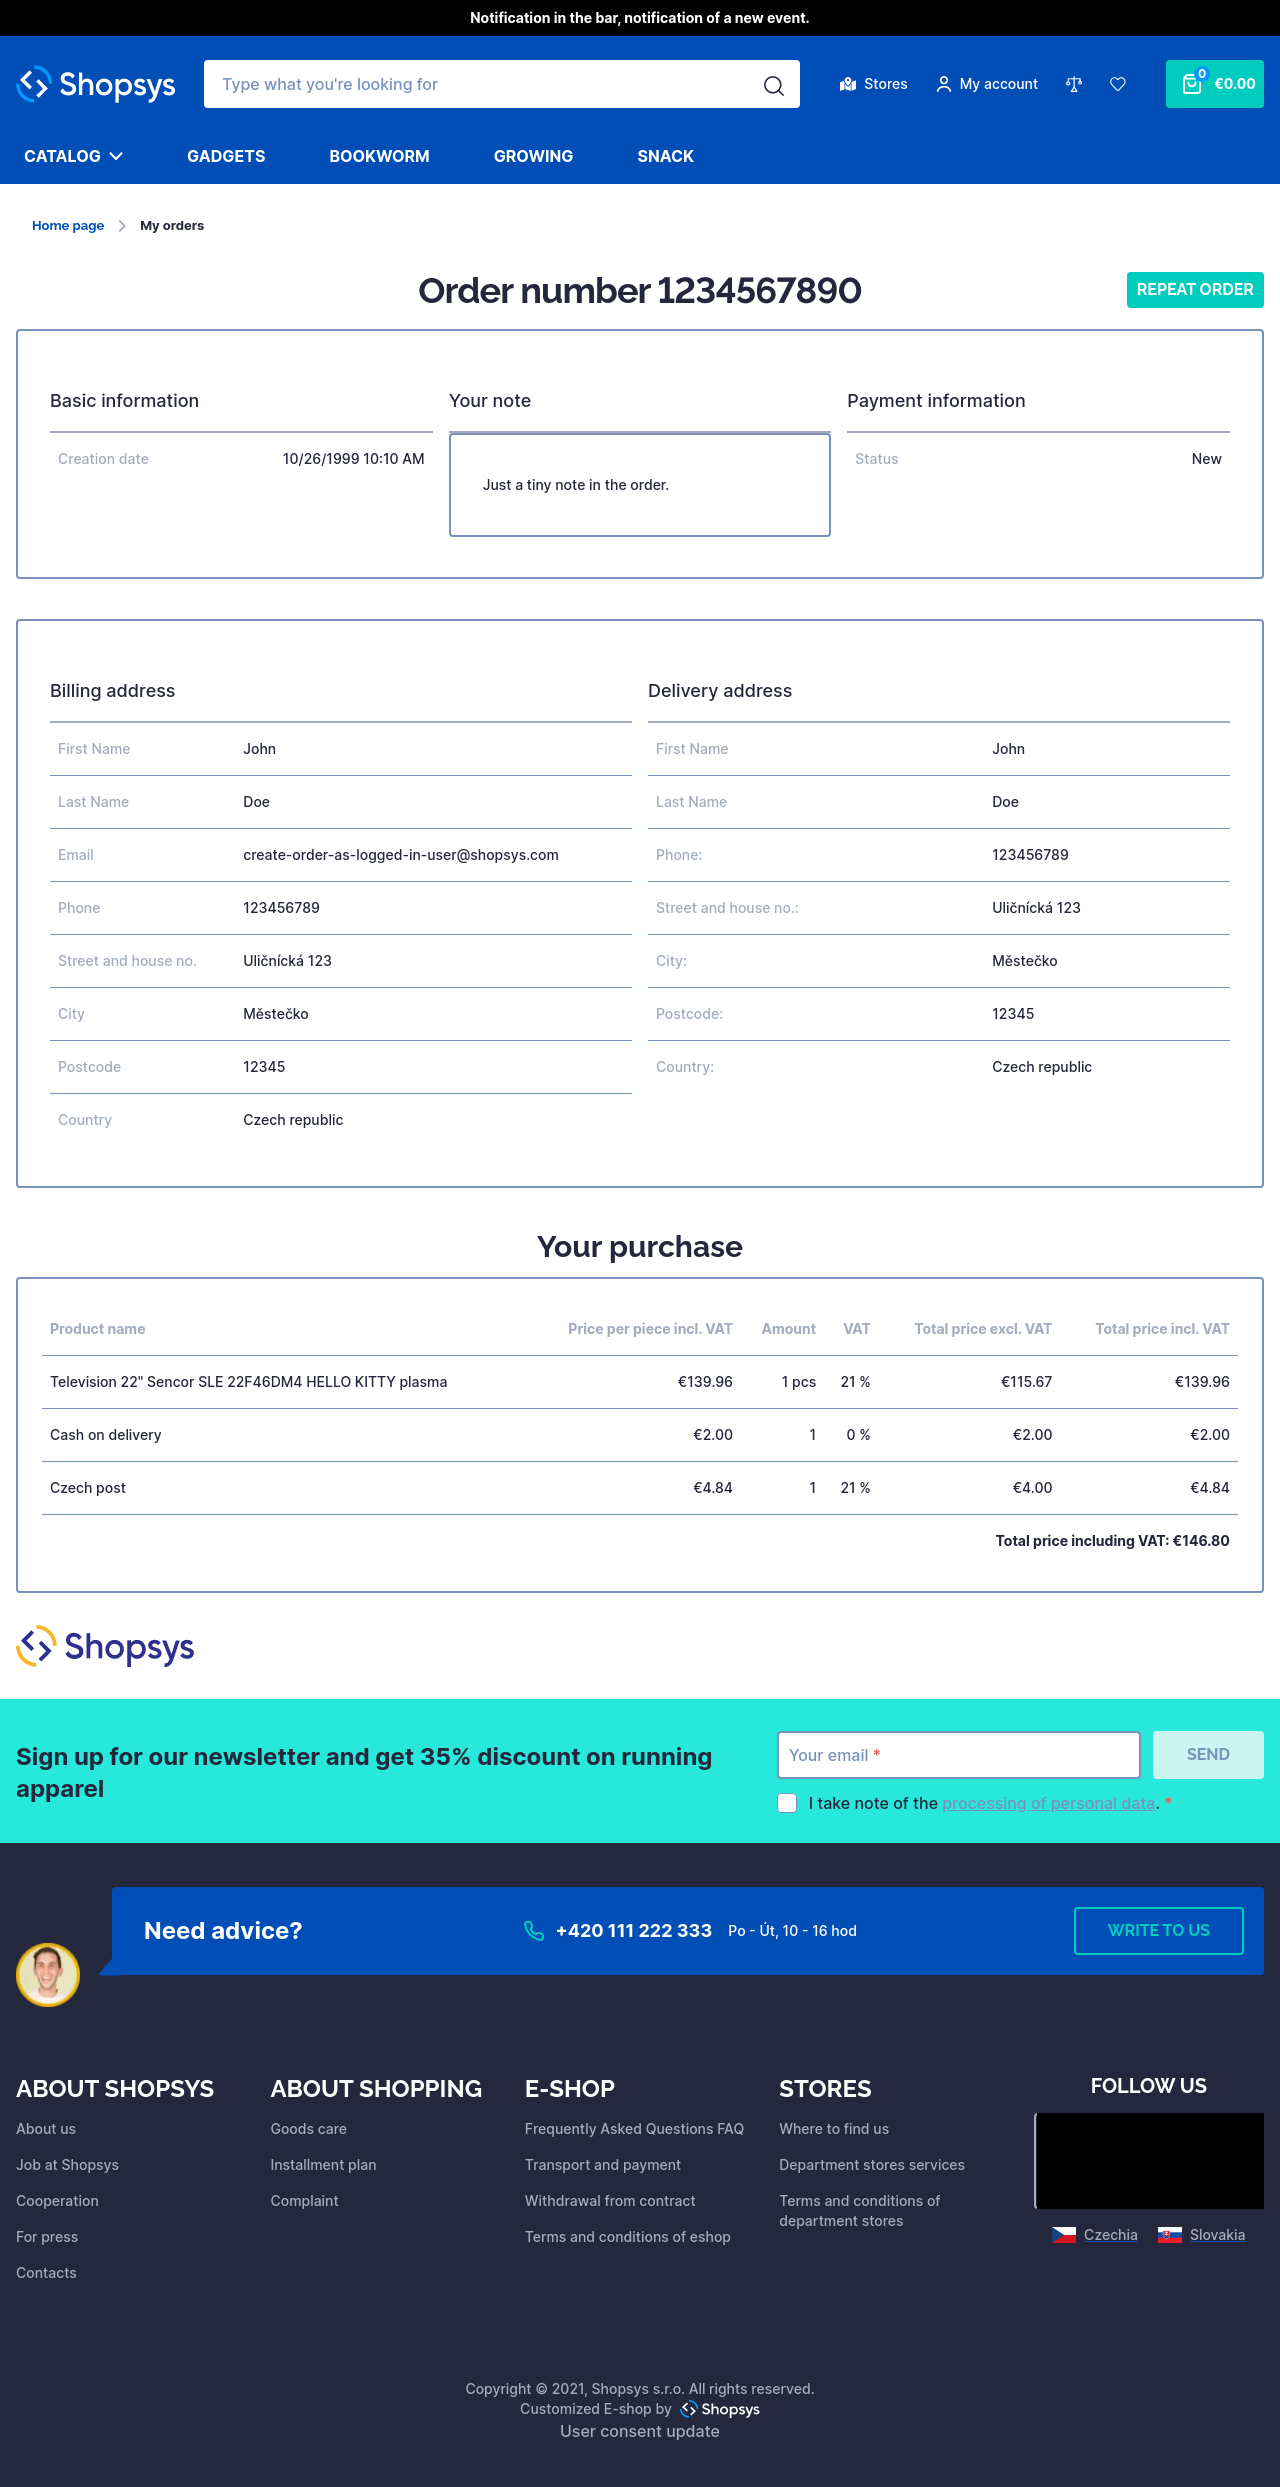 Notification in the bar, notification of a new event.
Shopsys
Type what you're looking for
Stores
My account
0
€0.00
CATALOG
GADGETS
BOOKWORM
GROWING
SNACK
Home page
My orders
Order number 1234567890
REPEAT ORDER
Basic information
Creation date 10/26/1999 10:10 AM
Your note
Just a tiny note in the order.
Payment information
Status New
Billing address
First Name John
Last Name Doe
Email create-order-as-logged-in-user@shopsys.com
Phone 123456789
Street and house no. Uličnícká 123
City Městečko
Postcode 12345
Country Czech republic
Delivery address
First Name John
Last Name Doe
Phone: 123456789
Street and house no.: Uličnícká 123
City: Městečko
Postcode: 12345
Country: Czech republic
Your purchase
Product name Price per piece incl. VAT Amount VAT Total price excl. VAT Total price incl. VAT
Television 22" Sencor SLE 22F46DM4 HELLO KITTY plasma €139.96 1 pcs 21 % €115.67 €139.96
Cash on delivery €2.00 1 0 % €2.00 €2.00
Czech post €4.84 1 21 % €4.00 €4.84
Total price including VAT: €146.80
Shopsys
Sign up for our newsletter and get 35% discount on running
apparel
Your email *
SEND
I take note of the processing of personal data. *
Need advice?
+420 111 222 333
Po - Út, 10 - 16 hod
WRITE TO US
ABOUT SHOPSYS
About us
Job at Shopsys
Cooperation
For press
Contacts
ABOUT SHOPPING
Goods care
Installment plan
Complaint
E-SHOP
Frequently Asked Questions FAQ
Transport and payment
Withdrawal from contract
Terms and conditions of eshop
STORES
Where to find us
Department stores services
Terms and conditions of
department stores
FOLLOW US
Czechia
Slovakia
Copyright © 2021, Shopsys s.r.o. All rights reserved.
Customized E-shop by Shopsys
User consent update